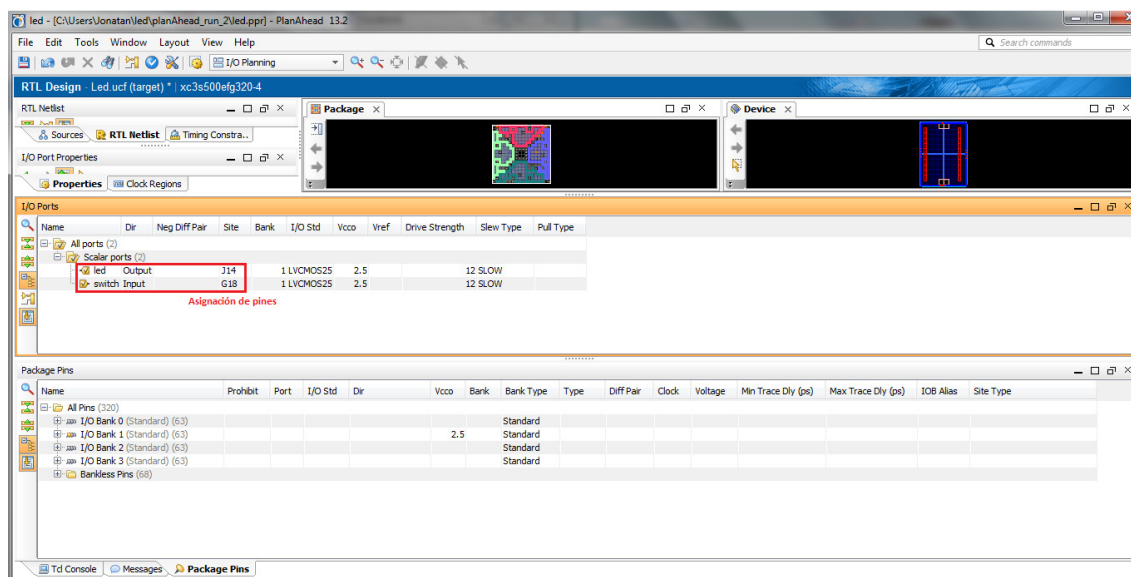 led - [C:\Users\Jonatan\led\planAhead_run_2\led.ppr] - PlanAhead 13.2
File Edit Tools Window Layout View Help
Search commands
I/O Planning
RTL Design - Led.ucf (target) * | xc3s500efg320-4
RTL Netlist
Package
Device
Sources RTL Netlist Timing Constra..
I/O Port Properties
Properties Clock Regions
I/O Ports
Name Dir Neg Diff Pair Site Bank I/O Std Vcco Vref Drive Strength Slew Type Pull Type
All ports (2)
Scalar ports (2)
led Output J14 1 LVCMOS25 2.5 12 SLOW
switch Input G18 1 LVCMOS25 2.5 12 SLOW
Asignación de pines
Package Pins
Name Prohibit Port I/O Std Dir Vcco Bank Bank Type Type Diff Pair Clock Voltage Min Trace Dly (ps) Max Trace Dly (ps) IOB Alias Site Type
All Pins (320)
I/O Bank 0 (Standard) (63) Standard
I/O Bank 1 (Standard) (63) 2.5 Standard
I/O Bank 2 (Standard) (63) Standard
I/O Bank 3 (Standard) (63) Standard
Bankless Pins (68)
Tcl Console Messages Package Pins